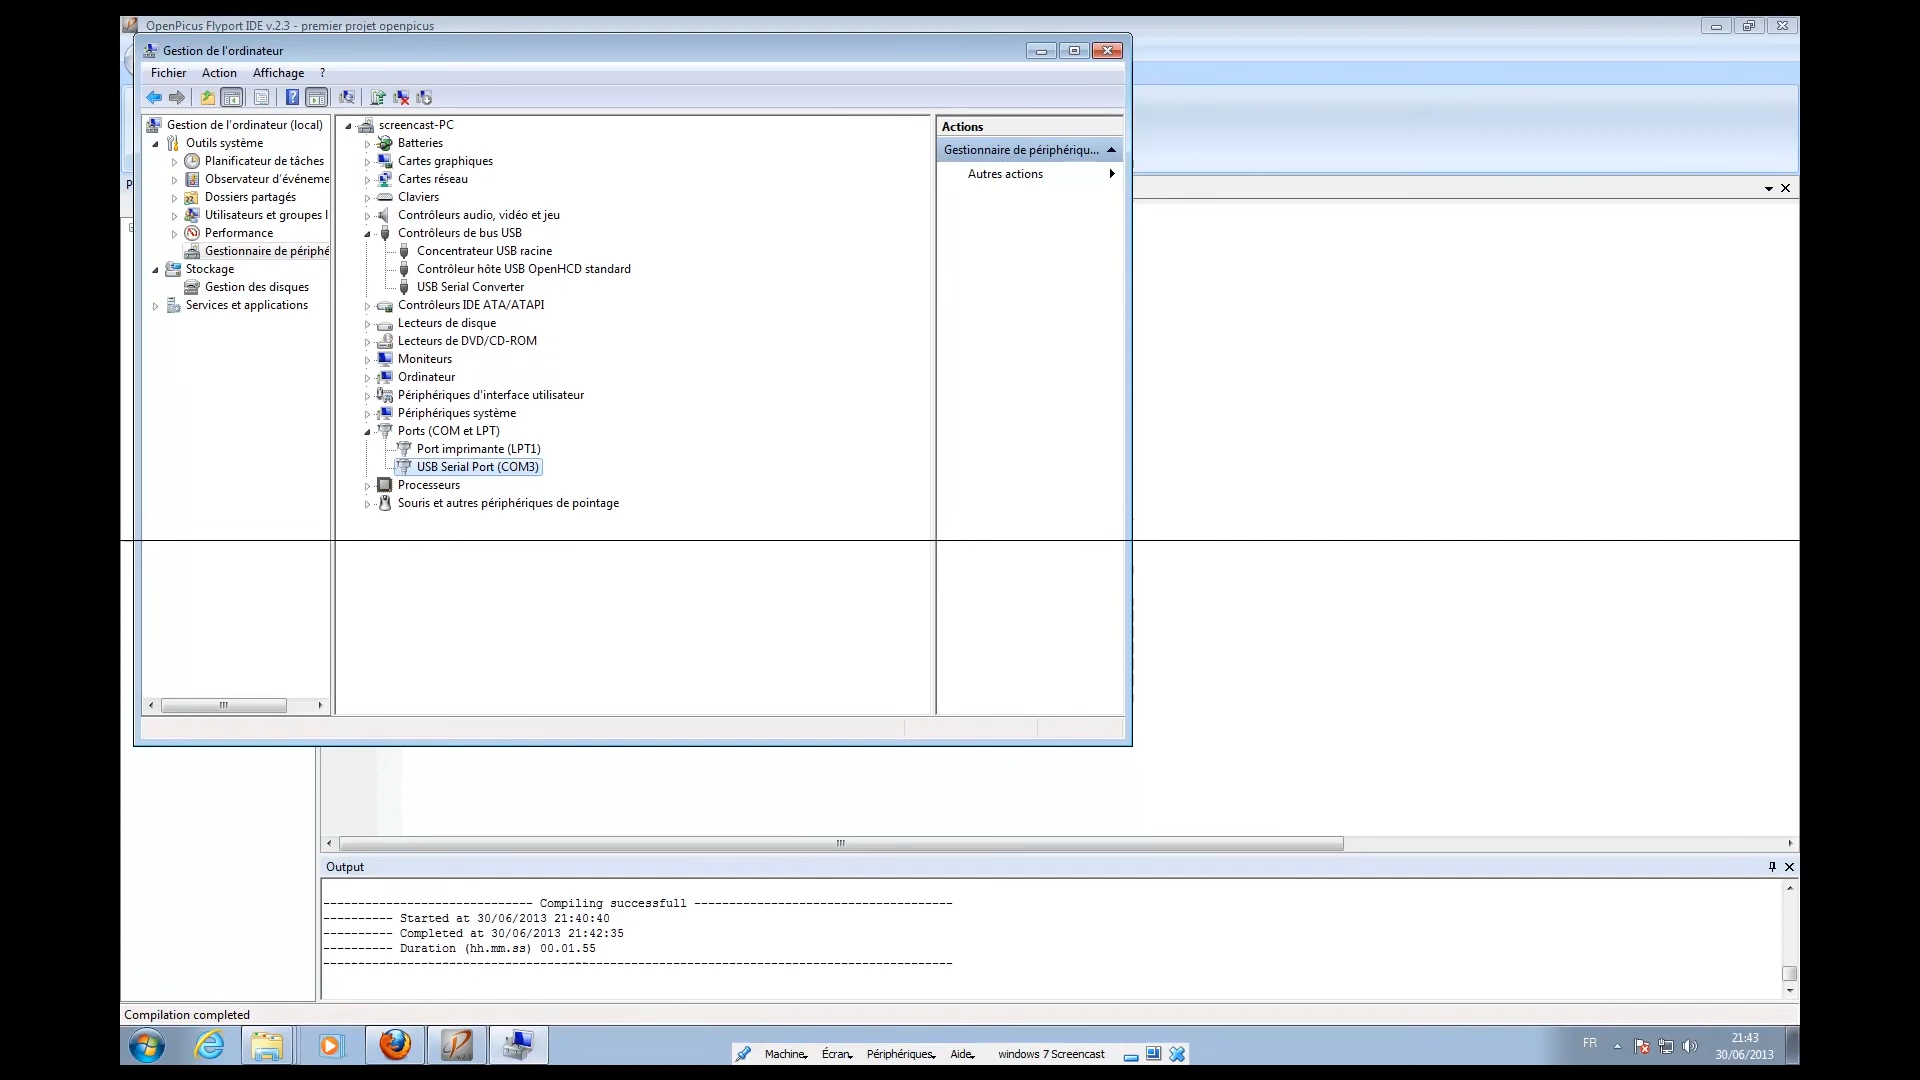 OpenPicus Flyport IDE v.2.3 - premier projet openpicus
Gestion de l'ordinateur
Fichier Action Affichage ?
Gestion de l'ordinateur (local)
Outils système
Planificateur de tâches
Observateur d'événeme
Dossiers partagés
Utilisateurs et groupes l
Performance
Gestionnaire de périphé
Stockage
Gestion des disques
Services et applications
screencast-PC
Batteries
Cartes graphiques
Cartes réseau
Claviers
Contrôleurs audio, vidéo et jeu
Contrôleurs de bus USB
Concentrateur USB racine
Contrôleur hôte USB OpenHCD standard
USB Serial Converter
Contrôleurs IDE ATA/ATAPI
Lecteurs de disque
Lecteurs de DVD/CD-ROM
Moniteurs
Ordinateur
Périphériques d'interface utilisateur
Périphériques système
Ports (COM et LPT)
Port imprimante (LPT1)
USB Serial Port (COM3)
Processeurs
Souris et autres périphériques de pointage
Actions
Gestionnaire de périphériqu...
Autres actions
Output
------------------------------ Compiling successfull -------------------------------------
---------- Started at 30/06/2013 21:40:40
---------- Completed at 30/06/2013 21:42:35
---------- Duration (hh.mm.ss) 00.01.55
------------------------------------------------------------------------------------------
Compilation completed
Machine Écran Périphériques Aide windows 7 Screencast
FR
21:43
30/06/2013